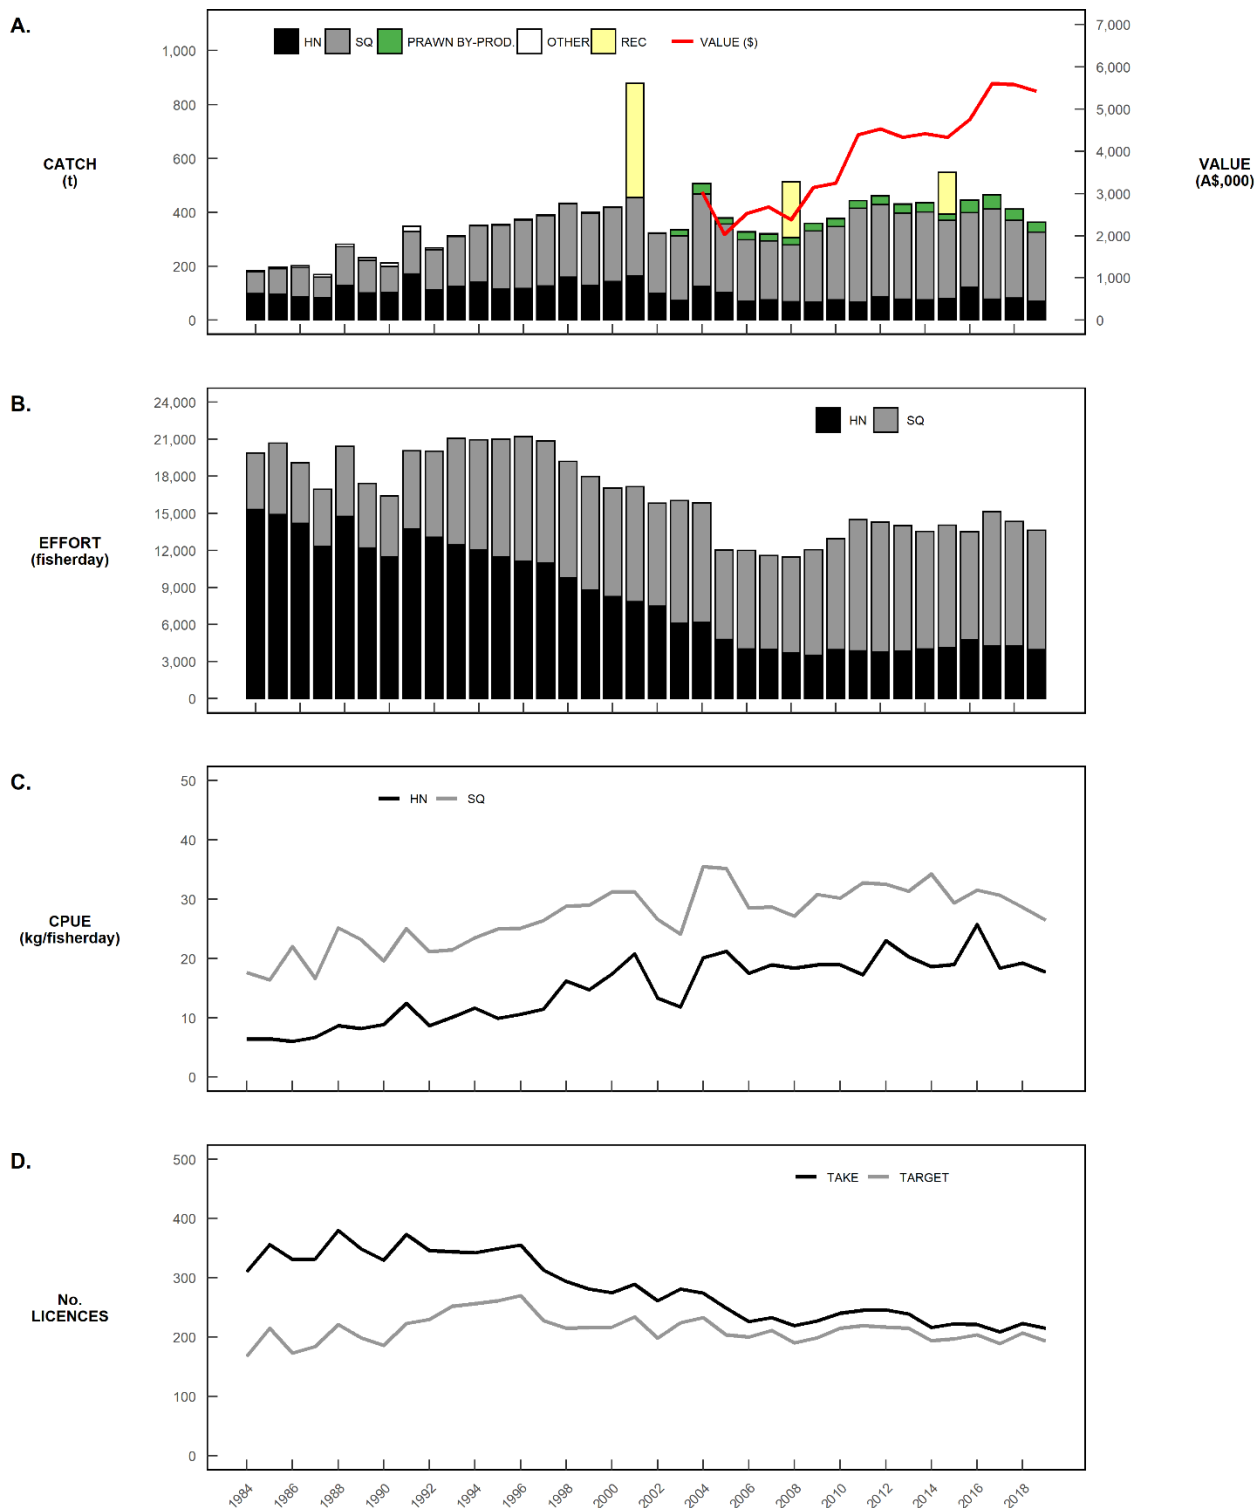 A.
HN SQ PRAWN BY-PROD. OTHER REC VALUE ($)
1,000
800
600
400
200
0
CATCH
(t)
7,000
6,000
5,000
4,000
3,000
2,000
1,000
0
VALUE
(A$,000)
B.
HN SQ
24,000
21,000
18,000
15,000
12,000
9,000
6,000
3,000
0
EFFORT
(fisherday)
C.
HN SQ
50
40
30
20
10
0
CPUE
(kg/fisherday)
D.
TAKE TARGET
500
400
300
200
100
0
No.
LICENCES
1984 1986 1988 1990 1992 1994 1996 1998 2000 2002 2004 2006 2008 2010 2012 2014 2016 2018